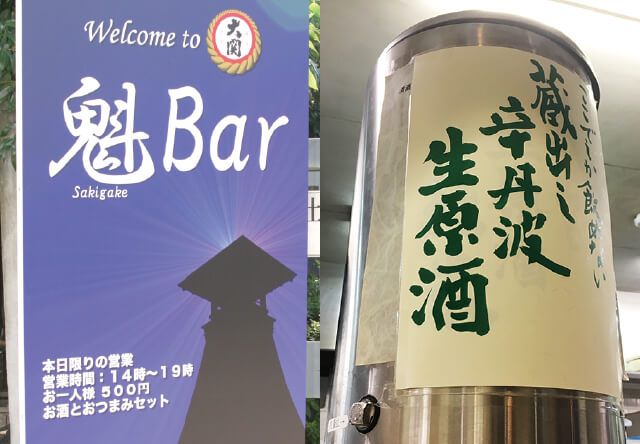 Welcome to
大関
魁Bar
Sakigake
本日限りの営業
営業時間：14時～19時
お一人様 500円
お酒とおつまみセット
ここでしか飲めない
蔵出し
辛丹波
生原酒